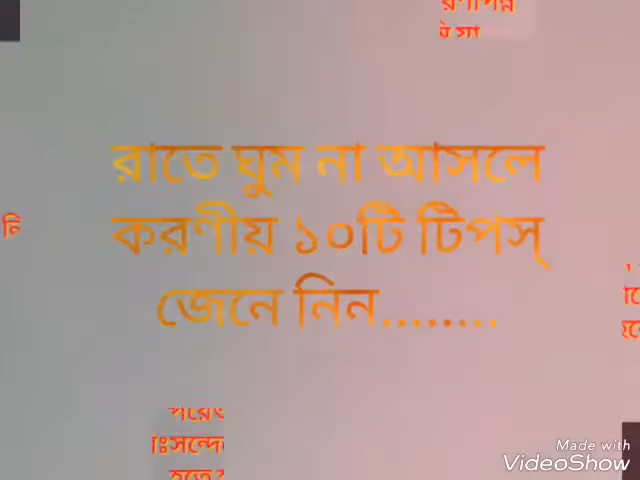 রাতে ঘুম না আসলে
করণীয় ১০টি টিপস্
জেনে নিন........
নি
Made with
VideoShow